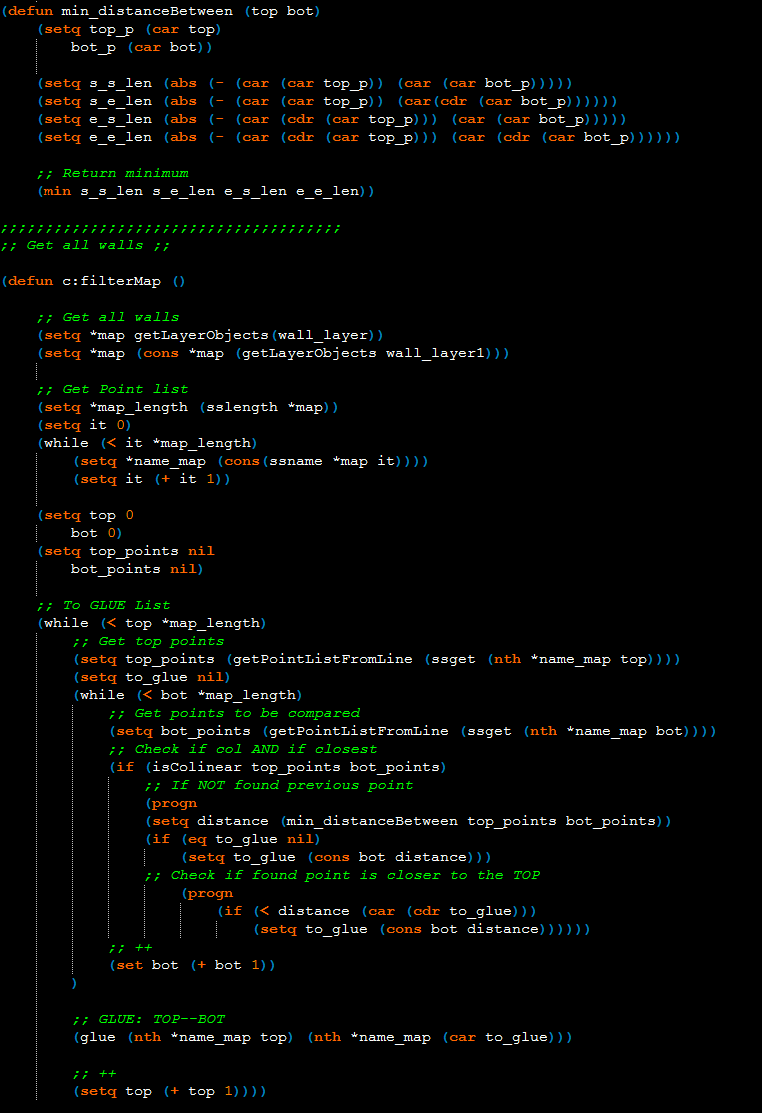 (defun min_distanceBetween (top bot)
    (setq top_p (car top)
        bot_p (car bot))

    (setq s_s_len (abs (- (car (car top_p)) (car (car bot_p)))))
    (setq s_e_len (abs (- (car (car top_p)) (car(cdr (car bot_p))))))
    (setq e_s_len (abs (- (car (cdr (car top_p))) (car (car bot_p)))))
    (setq e_e_len (abs (- (car (cdr (car top_p))) (car (cdr (car bot_p))))))

    ;; Return minimum
    (min s_s_len s_e_len e_s_len e_e_len))

;;;;;;;;;;;;;;;;;;;;;;;;;;;;;;;;;;;;;;
;; Get all walls ;;

(defun c:filterMap ()

    ;; Get all walls
    (setq *map getLayerObjects(wall_layer))
    (setq *map (cons *map (getLayerObjects wall_layer1)))

    ;; Get Point list
    (setq *map_length (sslength *map))
    (setq it 0)
    (while (< it *map_length)
        (setq *name_map (cons(ssname *map it))))
        (setq it (+ it 1))

    (setq top 0
        bot 0)
    (setq top_points nil
        bot_points nil)

    ;; To GLUE List
    (while (< top *map_length)
        ;; Get top points
        (setq top_points (getPointListFromLine (ssget (nth *name_map top))))
        (setq to_glue nil)
        (while (< bot *map_length)
            ;; Get points to be compared
            (setq bot_points (getPointListFromLine (ssget (nth *name_map bot))))
            ;; Check if col AND if closest
            (if (isColinear top_points bot_points)
                ;; If NOT found previous point
                (progn
                (setq distance (min_distanceBetween top_points bot_points))
                (if (eq to_glue nil)
                    (setq to_glue (cons bot distance)))
                ;; Check if found point is closer to the TOP
                    (progn
                        (if (< distance (car (cdr to_glue)))
                            (setq to_glue (cons bot distance))))))
            ;; ++
            (set bot (+ bot 1))
        )

        ;; GLUE: TOP--BOT
        (glue (nth *name_map top) (nth *name_map (car to_glue)))

        ;; ++
        (setq top (+ top 1))))